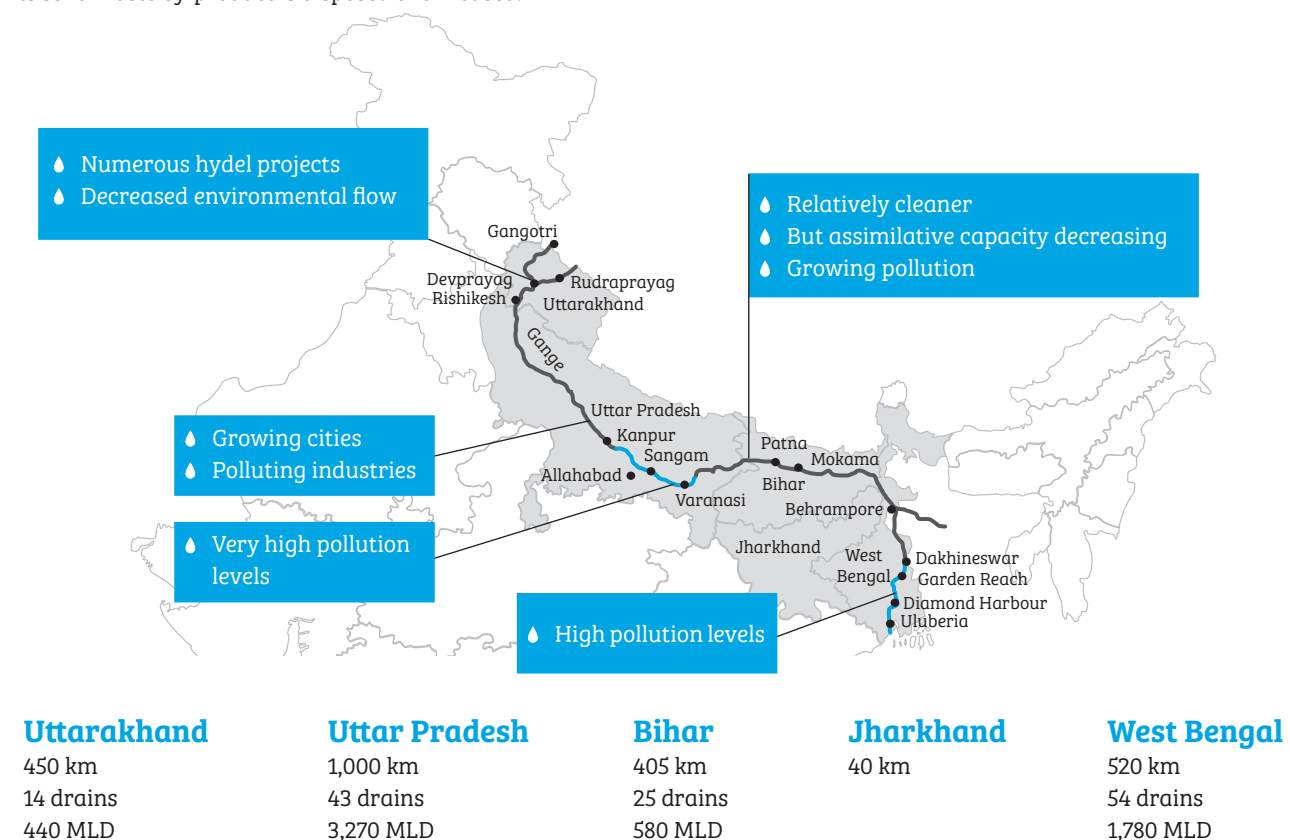 Numerous hydel projects
Decreased environmental flow
Relatively cleaner
But assimilative capacity decreasing
Growing pollution
Gangotri
Devprayag
Rudraprayag
Rishikesh
Uttarakhand
Gange
Uttar Pradesh
Growing cities
Polluting industries
Kanpur
Sangam
Allahabad
Varanasi
Patna
Mokama
Bihar
Behrampore
Very high pollution
levels
Jharkhand
West
Bengal
Dakhineswar
Garden Reach
Diamond Harbour
Uluberia
High pollution levels
Uttarakhand
450 km
14 drains
440 MLD
Uttar Pradesh
1,000 km
43 drains
3,270 MLD
Bihar
405 km
25 drains
580 MLD
Jharkhand
40 km
West Bengal
520 km
54 drains
1,780 MLD